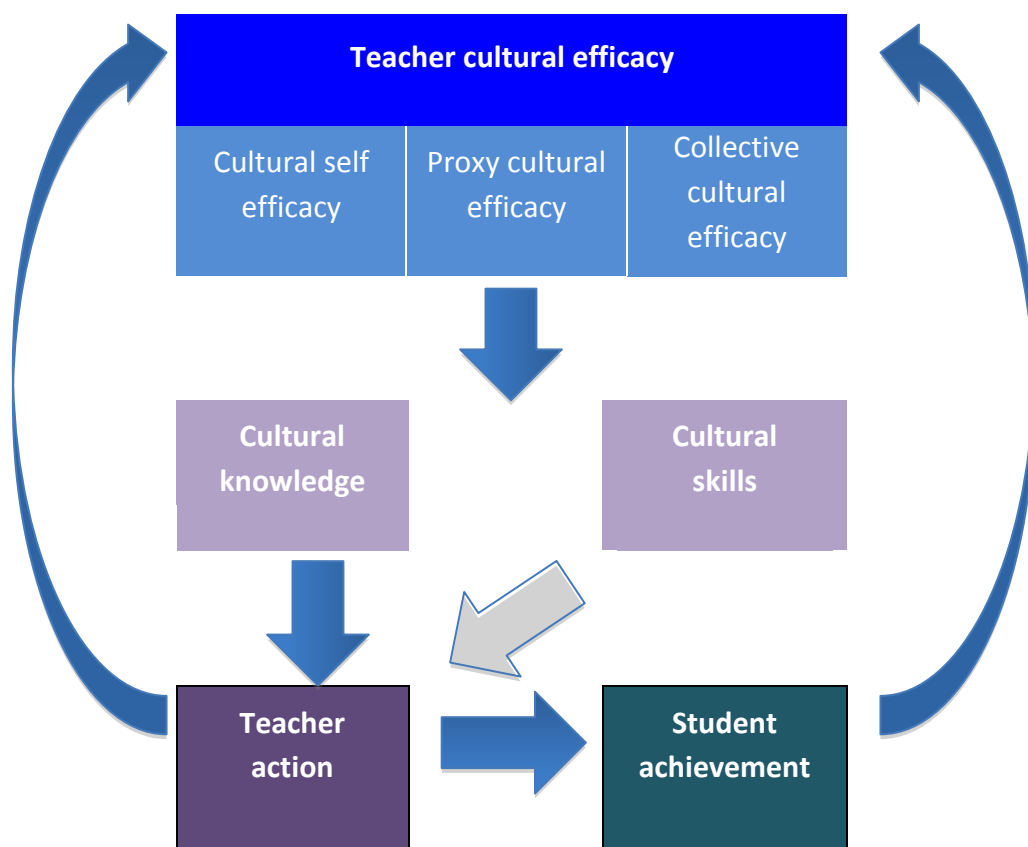 Teacher cultural efficacy
Cultural self
efficacy
Proxy cultural
efficacy
Collective
cultural
efficacy
Cultural
knowledge
Cultural
skills
Teacher
action
Student
achievement